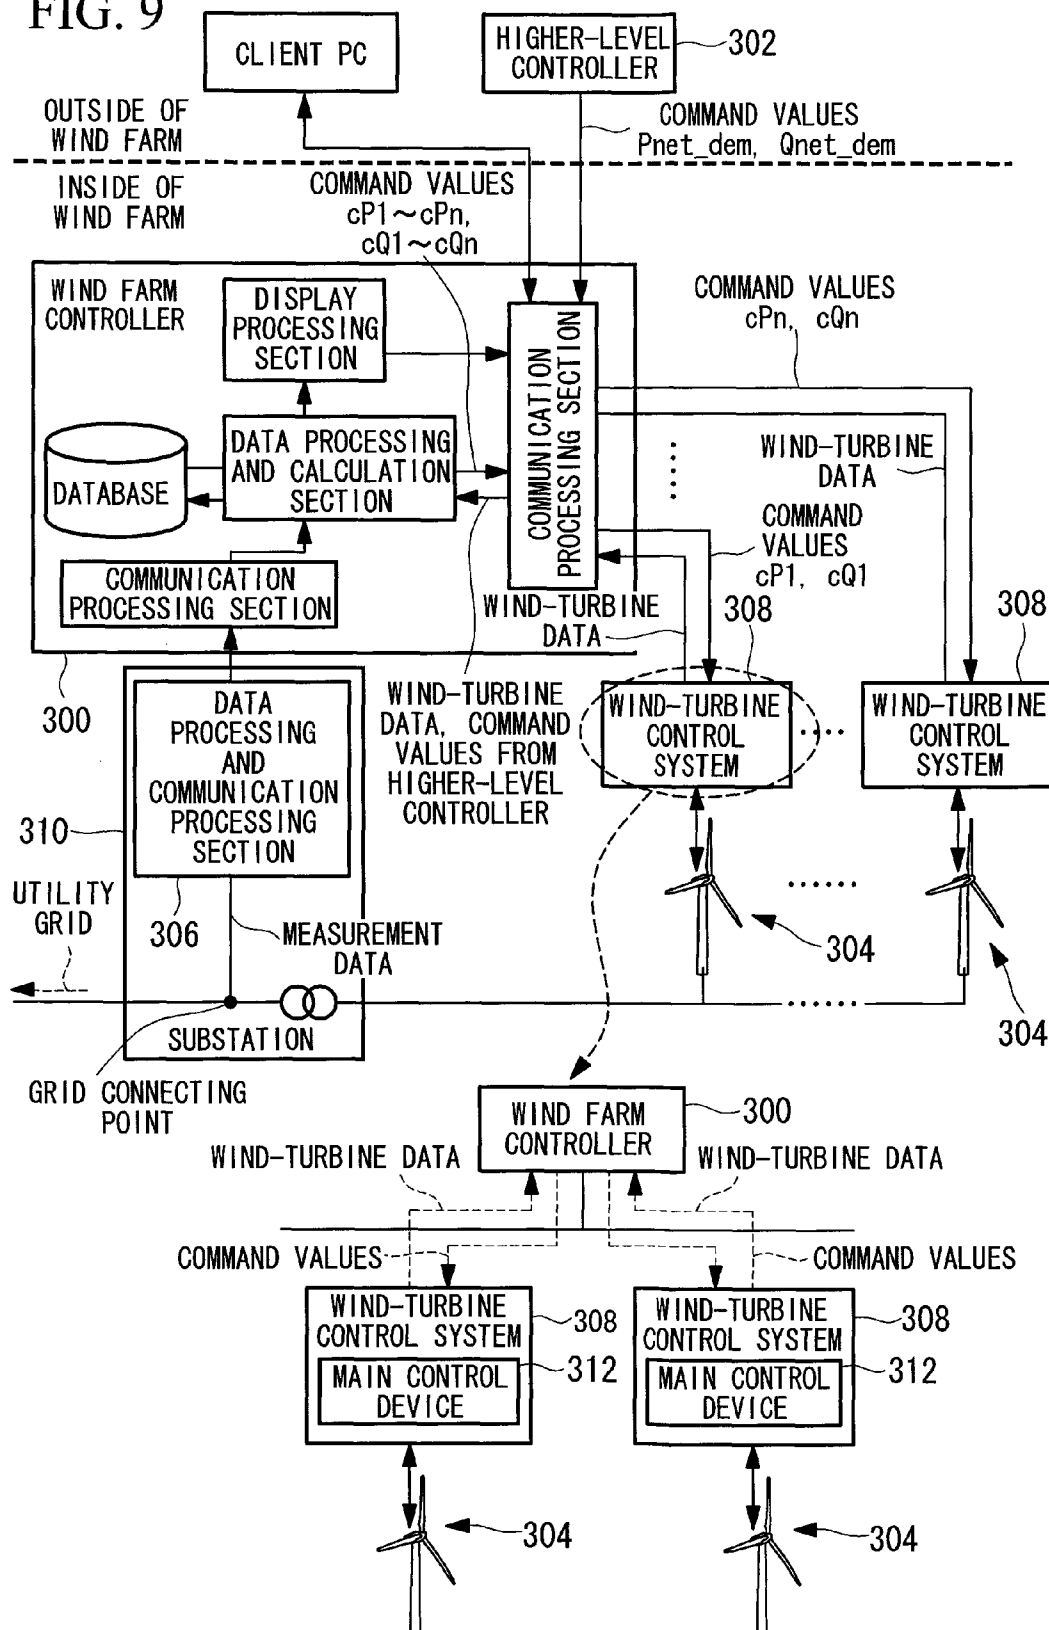 FIG. 9
CLIENT PC
HIGHER-LEVEL
CONTROLLER
302
OUTSIDE OF
WIND FARM
COMMAND VALUES
Pnet_dem, Qnet_dem
INSIDE OF
WIND FARM
COMMAND VALUES
cP1~cPn,
cQ1~cQn
WIND FARM
CONTROLLER
DISPLAY
PROCESSING
SECTION
COMMUNICATION
PROCESSING SECTION
COMMAND VALUES
cPn, cQn
DATABASE
DATA PROCESSING
AND CALCULATION
SECTION
WIND-TURBINE
DATA
COMMAND
VALUES
cP1, cQ1
COMMUNICATION
PROCESSING SECTION
WIND-TURBINE
DATA
308
308
300
DATA
PROCESSING
AND
COMMUNICATION
PROCESSING
SECTION
WIND-TURBINE
DATA, COMMAND
VALUES FROM
HIGHER-LEVEL
CONTROLLER
WIND-TURBINE
CONTROL
SYSTEM
WIND-TURBINE
CONTROL
SYSTEM
310
UTILITY
GRID
306
MEASUREMENT
DATA
304
304
SUBSTATION
GRID CONNECTING
POINT
WIND FARM
CONTROLLER
300
WIND-TURBINE DATA
WIND-TURBINE DATA
COMMAND VALUES
COMMAND VALUES
WIND-TURBINE
CONTROL SYSTEM
308
MAIN CONTROL
DEVICE
312
WIND-TURBINE
CONTROL SYSTEM
308
MAIN CONTROL
DEVICE
312
304
304